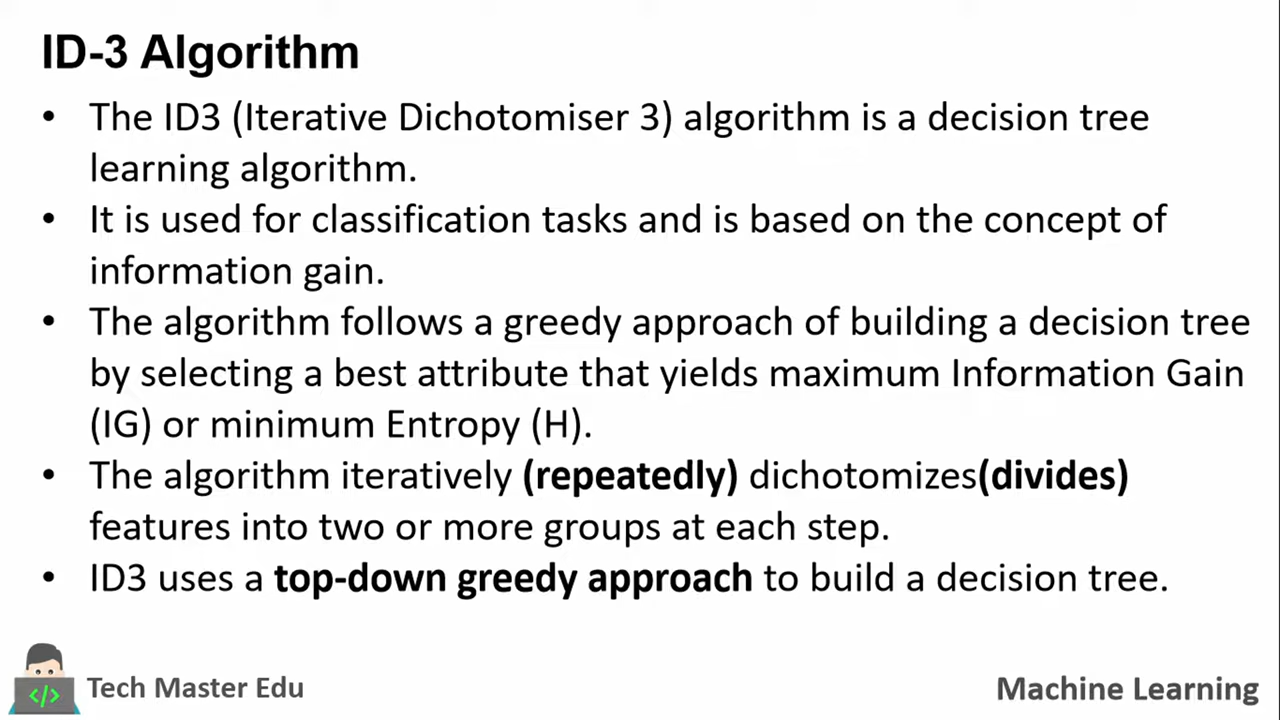 ID-3 Algorithm
• The ID3 (Iterative Dichotomiser 3) algorithm is a decision tree
learning algorithm.
• It is used for classification tasks and is based on the concept of
information gain.
• The algorithm follows a greedy approach of building a decision tree
by selecting a best attribute that yields maximum Information Gain
(IG) or minimum Entropy (H).
• The algorithm iteratively (repeatedly) dichotomizes(divides)
features into two or more groups at each step.
• ID3 uses a top-down greedy approach to build a decision tree.
</>
Tech Master Edu
Machine Learning